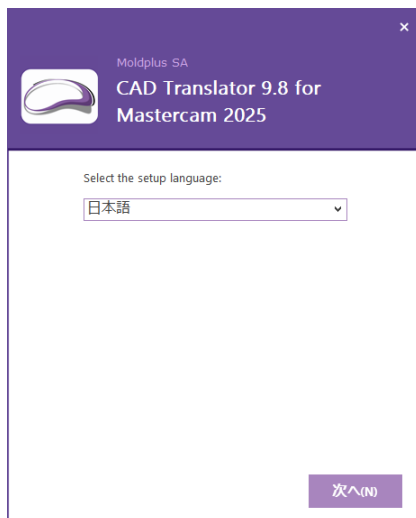 ×
Moldplus SA
CAD Translator 9.8 for
Mastercam 2025
Select the setup language:
日本語
次へ(N)